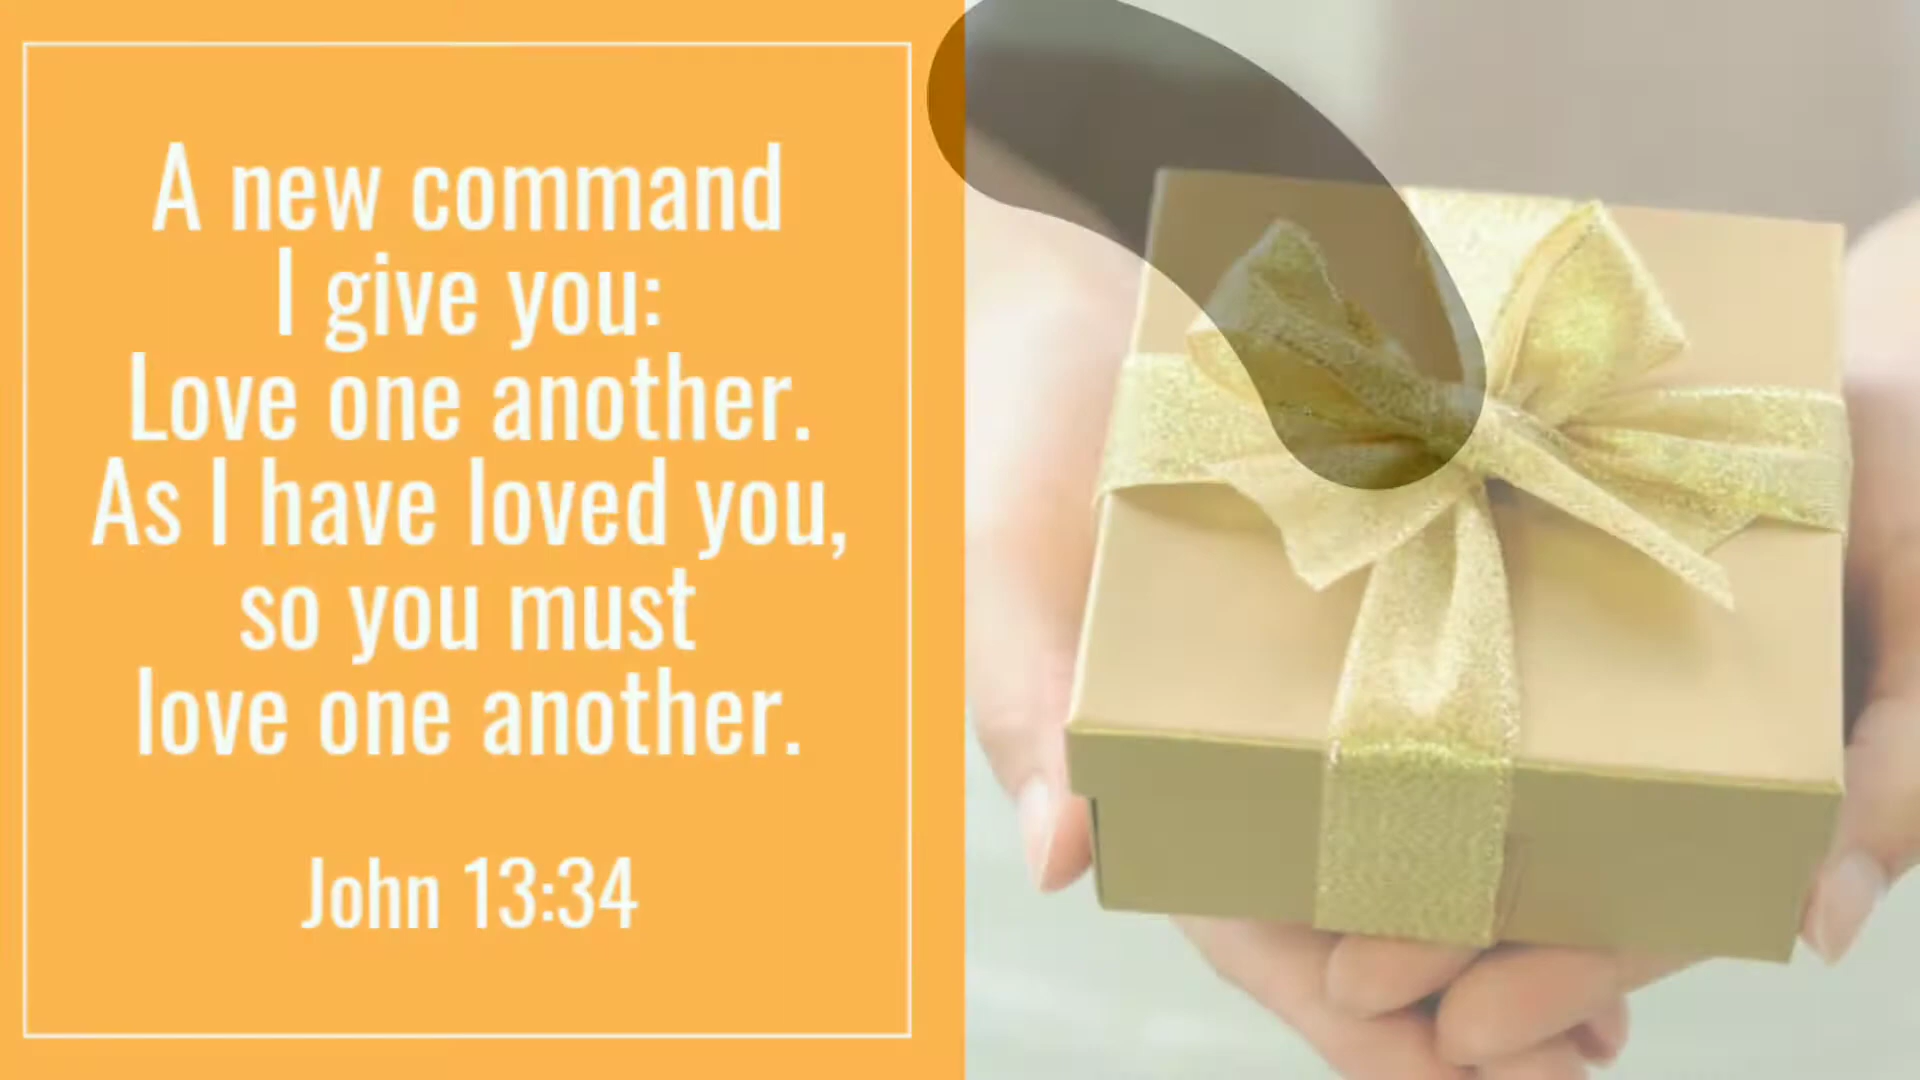 A new command
I give you:
Love one another.
As I have loved you,
so you must
love one another.
John 13:34